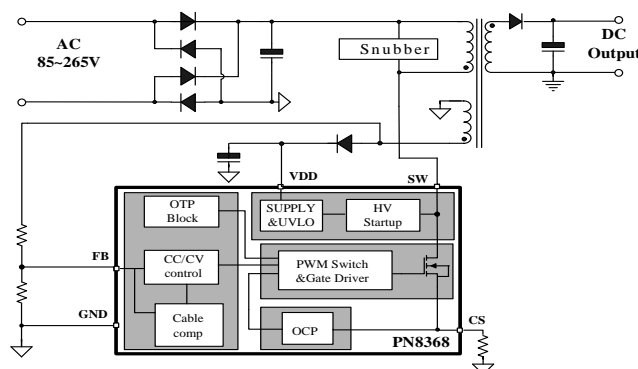 AC
85~265V
Snubber
DC
Output
VDD
SW
OTP
Block
SUPPLY
&UVLO
HV
Startup
FB
CC/CV
control
PWM Switch
&Gate Driver
GND
Cable
comp
OCP
CS
PN8368